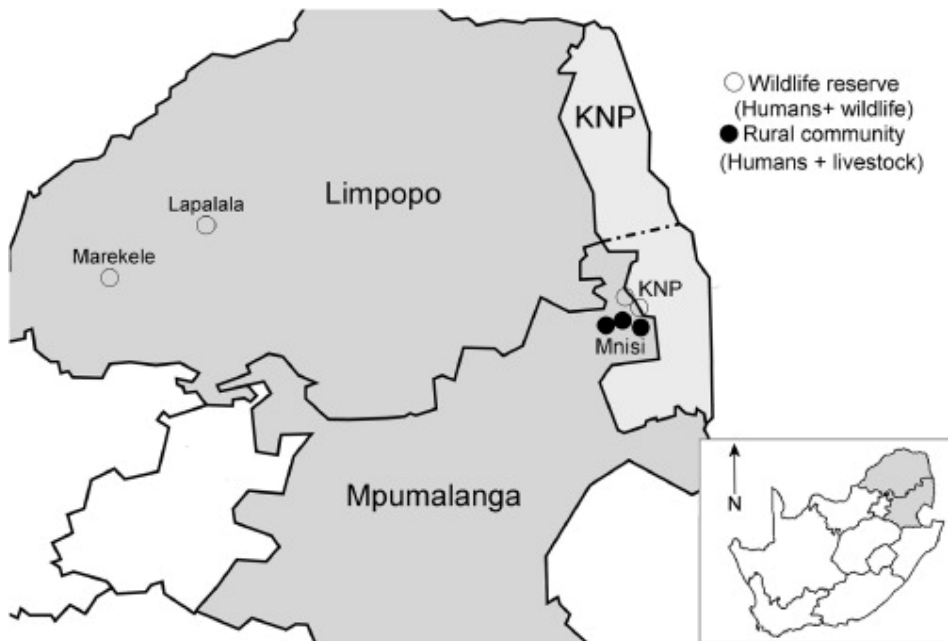 KNP
Wildlife reserve
(Humans+ wildlife)
Rural community
(Humans + livestock)
Limpopo
Lapalala
Marekele
KNP
Mnisi
Mpumalanga
N